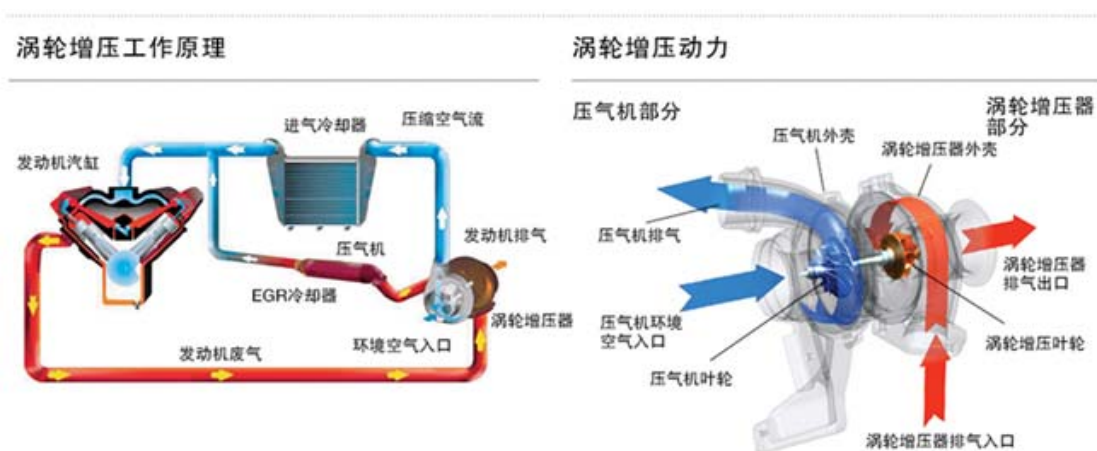 涡轮增压工作原理
进气冷却器
压缩空气流
发动机汽缸
发动机排气
压气机
EGR冷却器
涡轮增压器
环境空气入口
发动机废气
涡轮增压动力
压气机部分
涡轮增压器
部分
压气机外壳
涡轮增压器外壳
压气机排气
涡轮增压器
排气出口
压气机环境
空气入口
涡轮增压叶轮
压气机叶轮
涡轮增压器排气入口